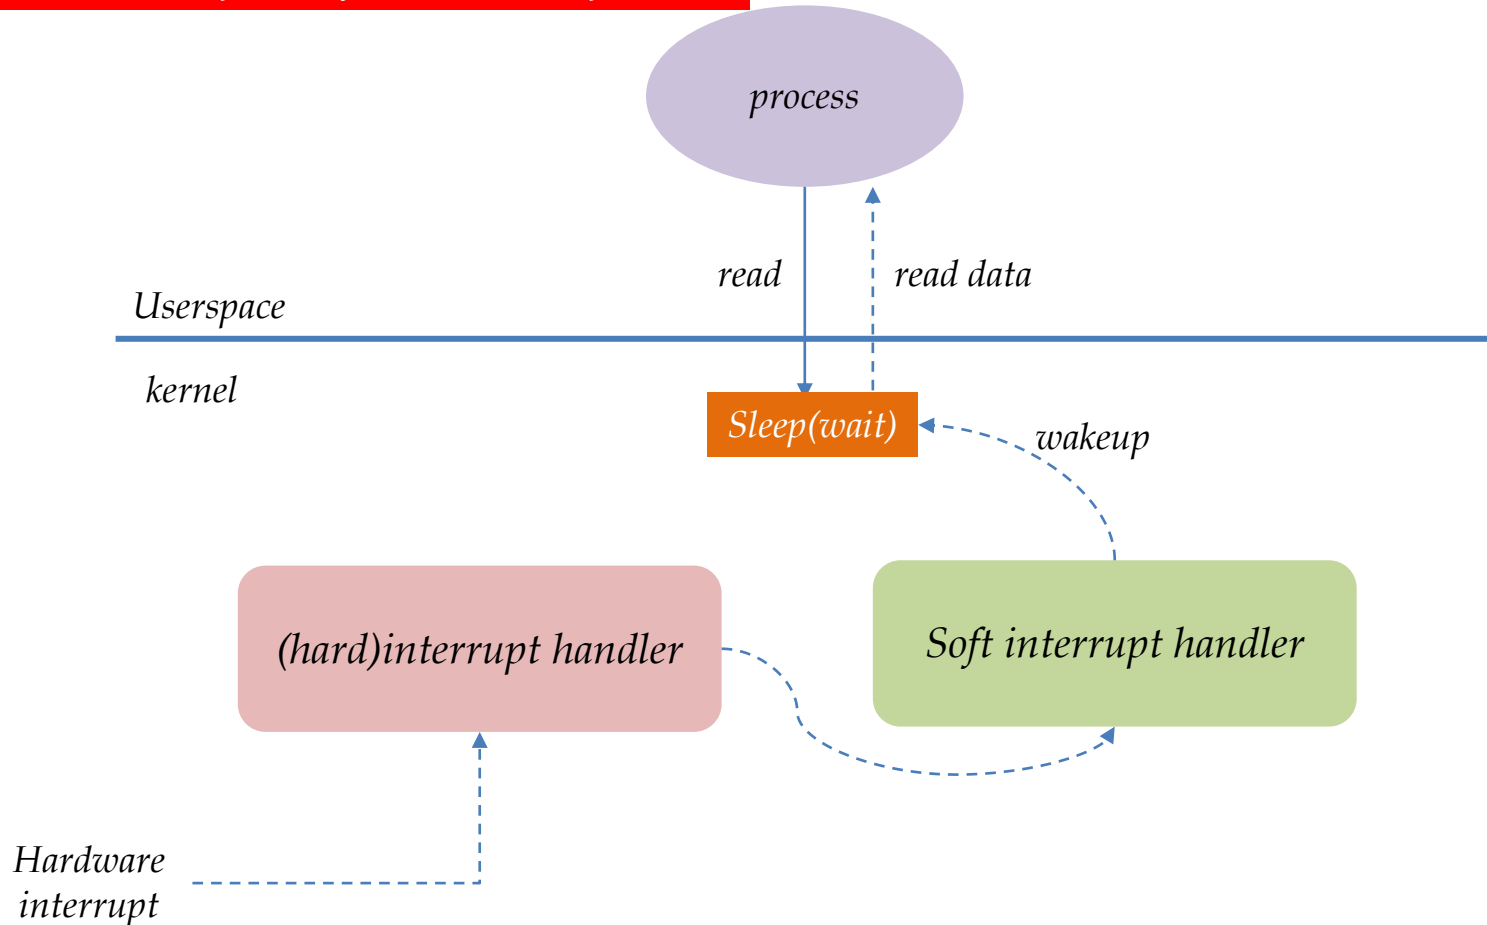 process
read
read data
Userspace
kernel
Sleep(wait)
wakeup
(hard)interrupt handler
Soft interrupt handler
Hardware
interrupt